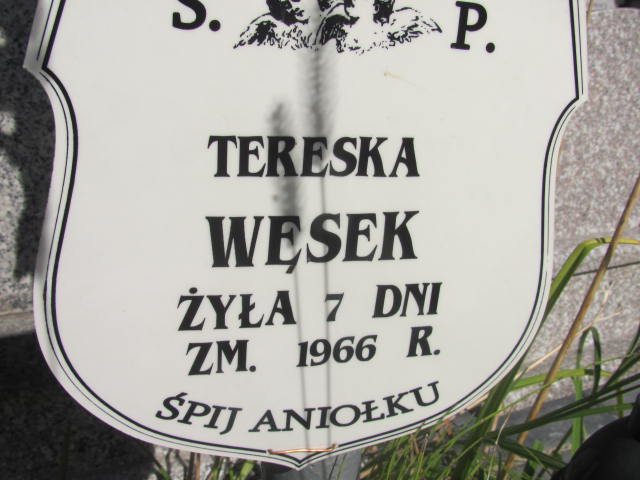 S. P.
TERESKA
WĘSEK
ŻYŁA 7 DNI
ZM. 1966 R.
ŚPIJ ANIOŁKU